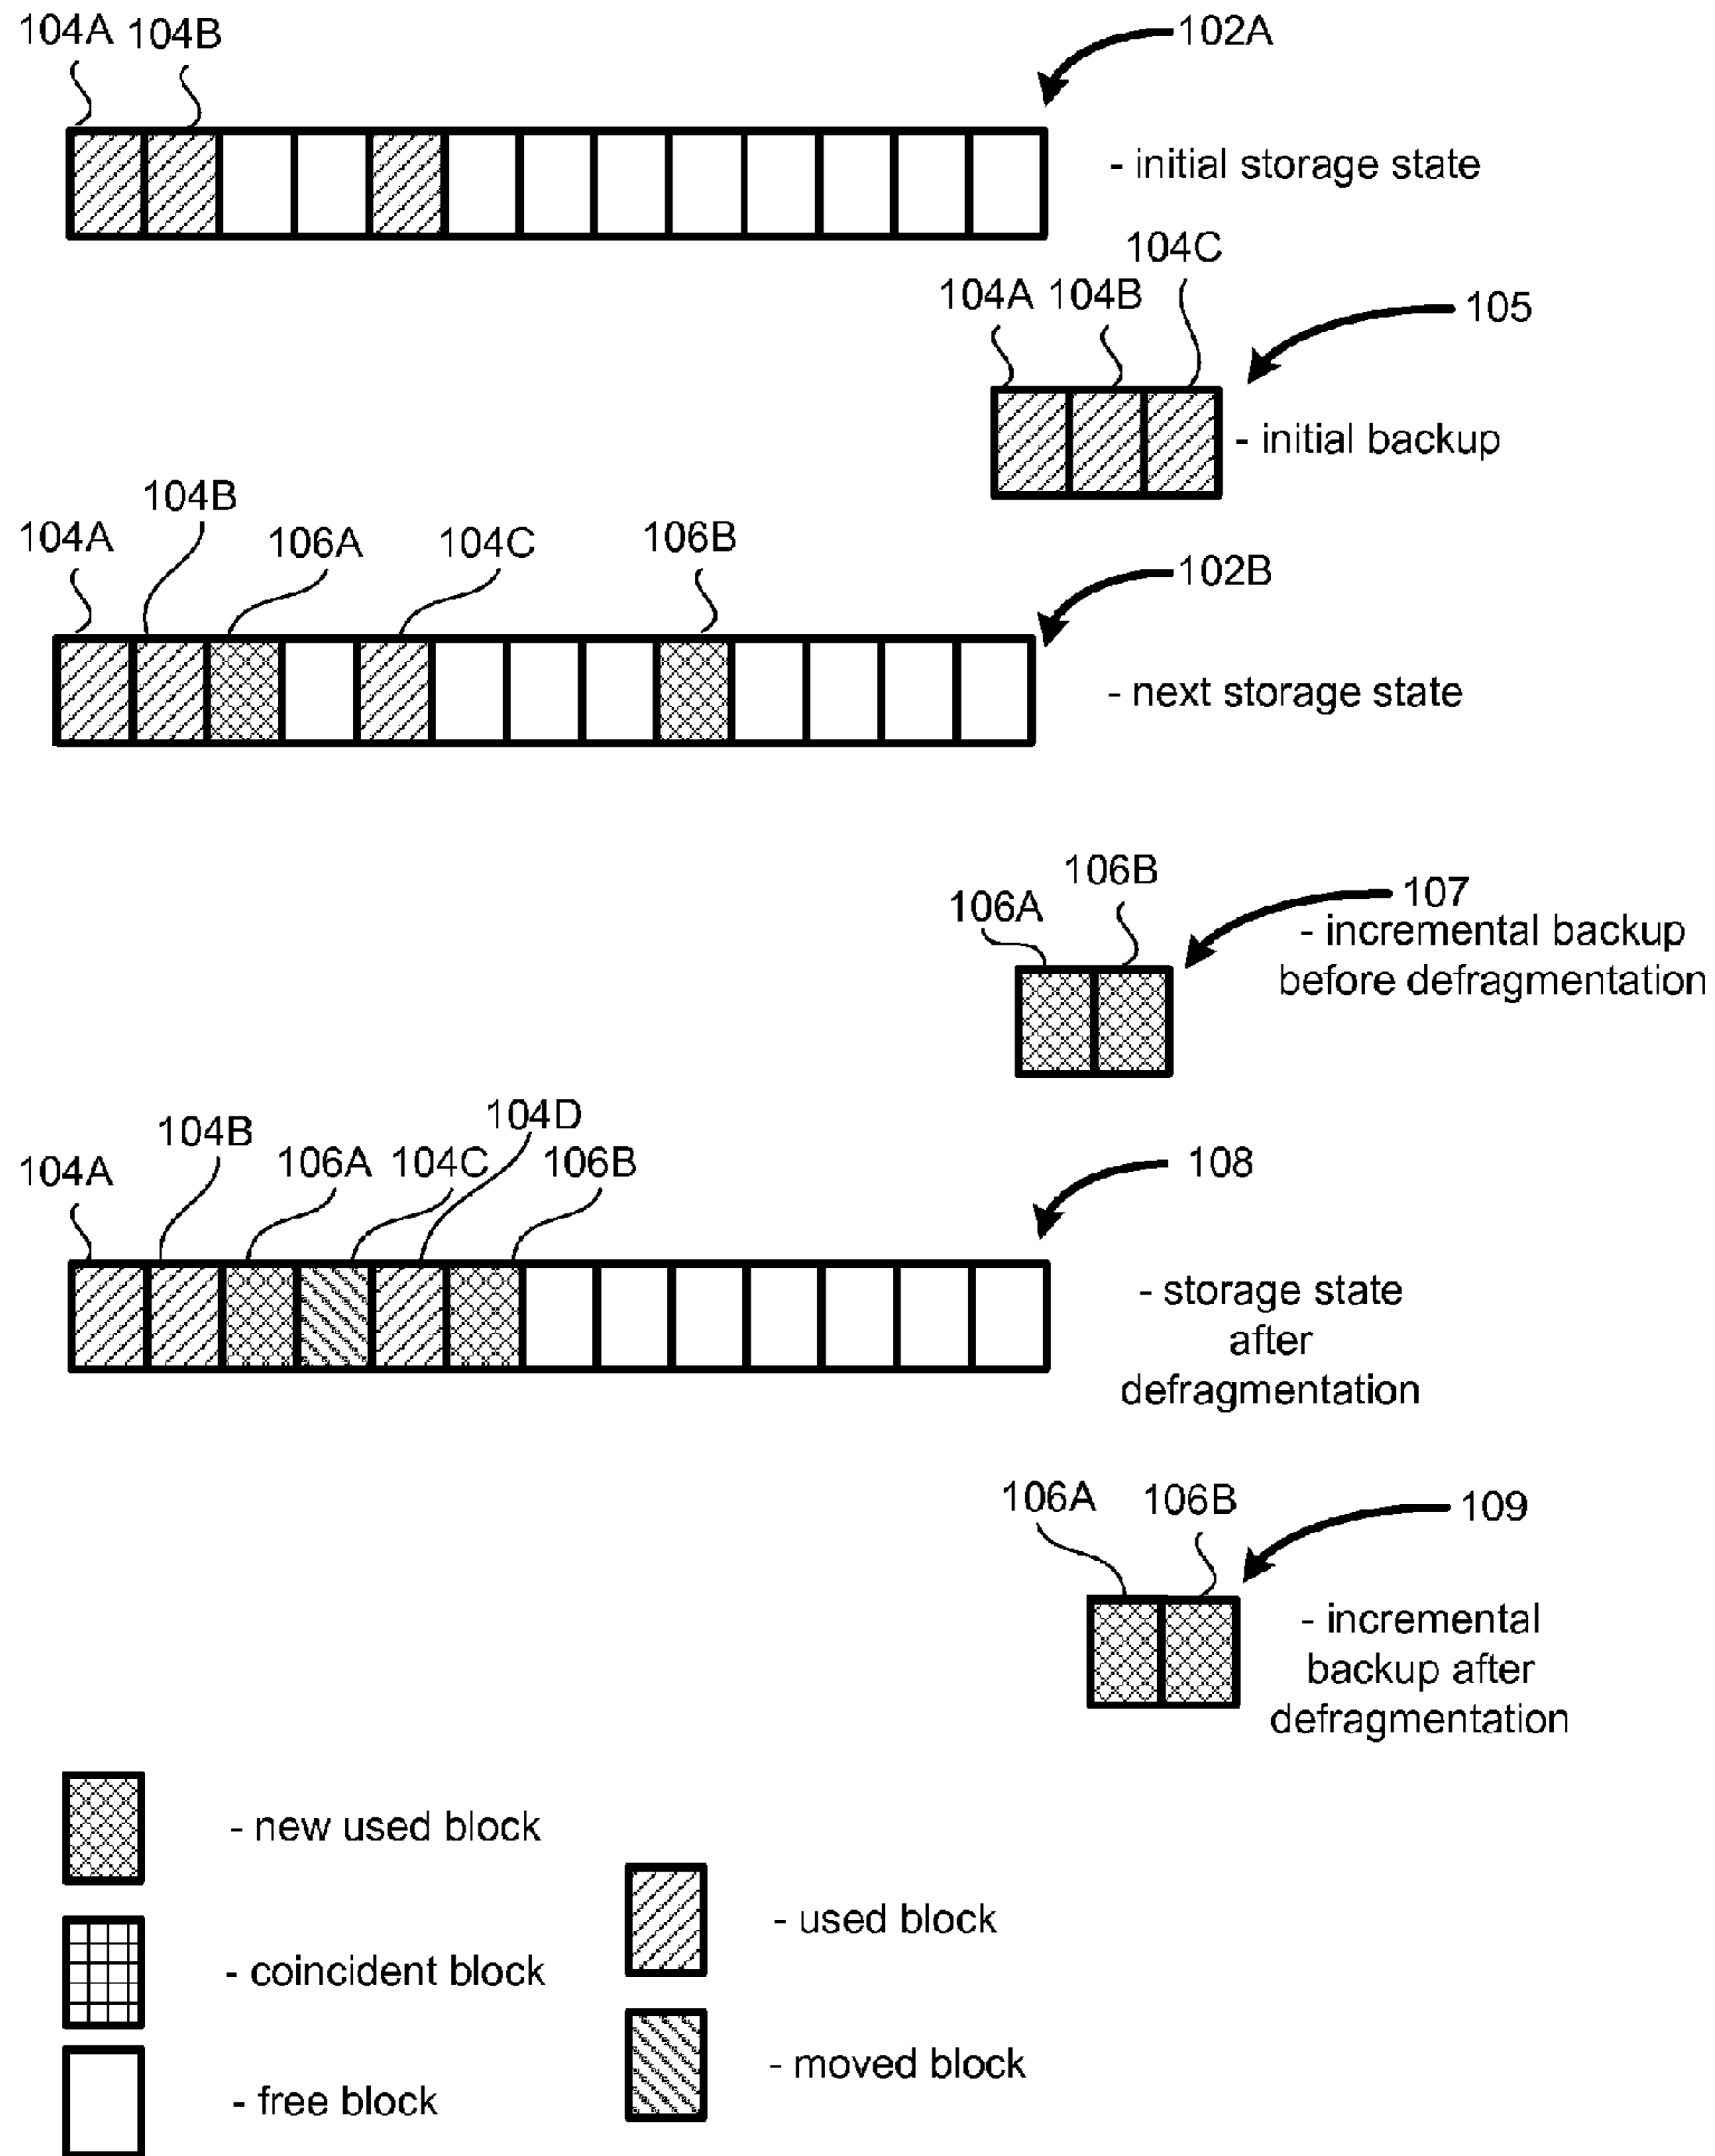 104A 104B
102A
- initial storage state
104C
104A 104B
105
- initial backup
104B
104A
106A
104C
106B
102B
- next storage state
106B
106A
107
- incremental backup
before defragmentation
104D
104B
104A
106A 104C
106B
108
- storage state
after
defragmentation
106A 106B
109
- incremental
backup after
defragmentation
- new used block
- used block
- coincident block
- moved block
- free block